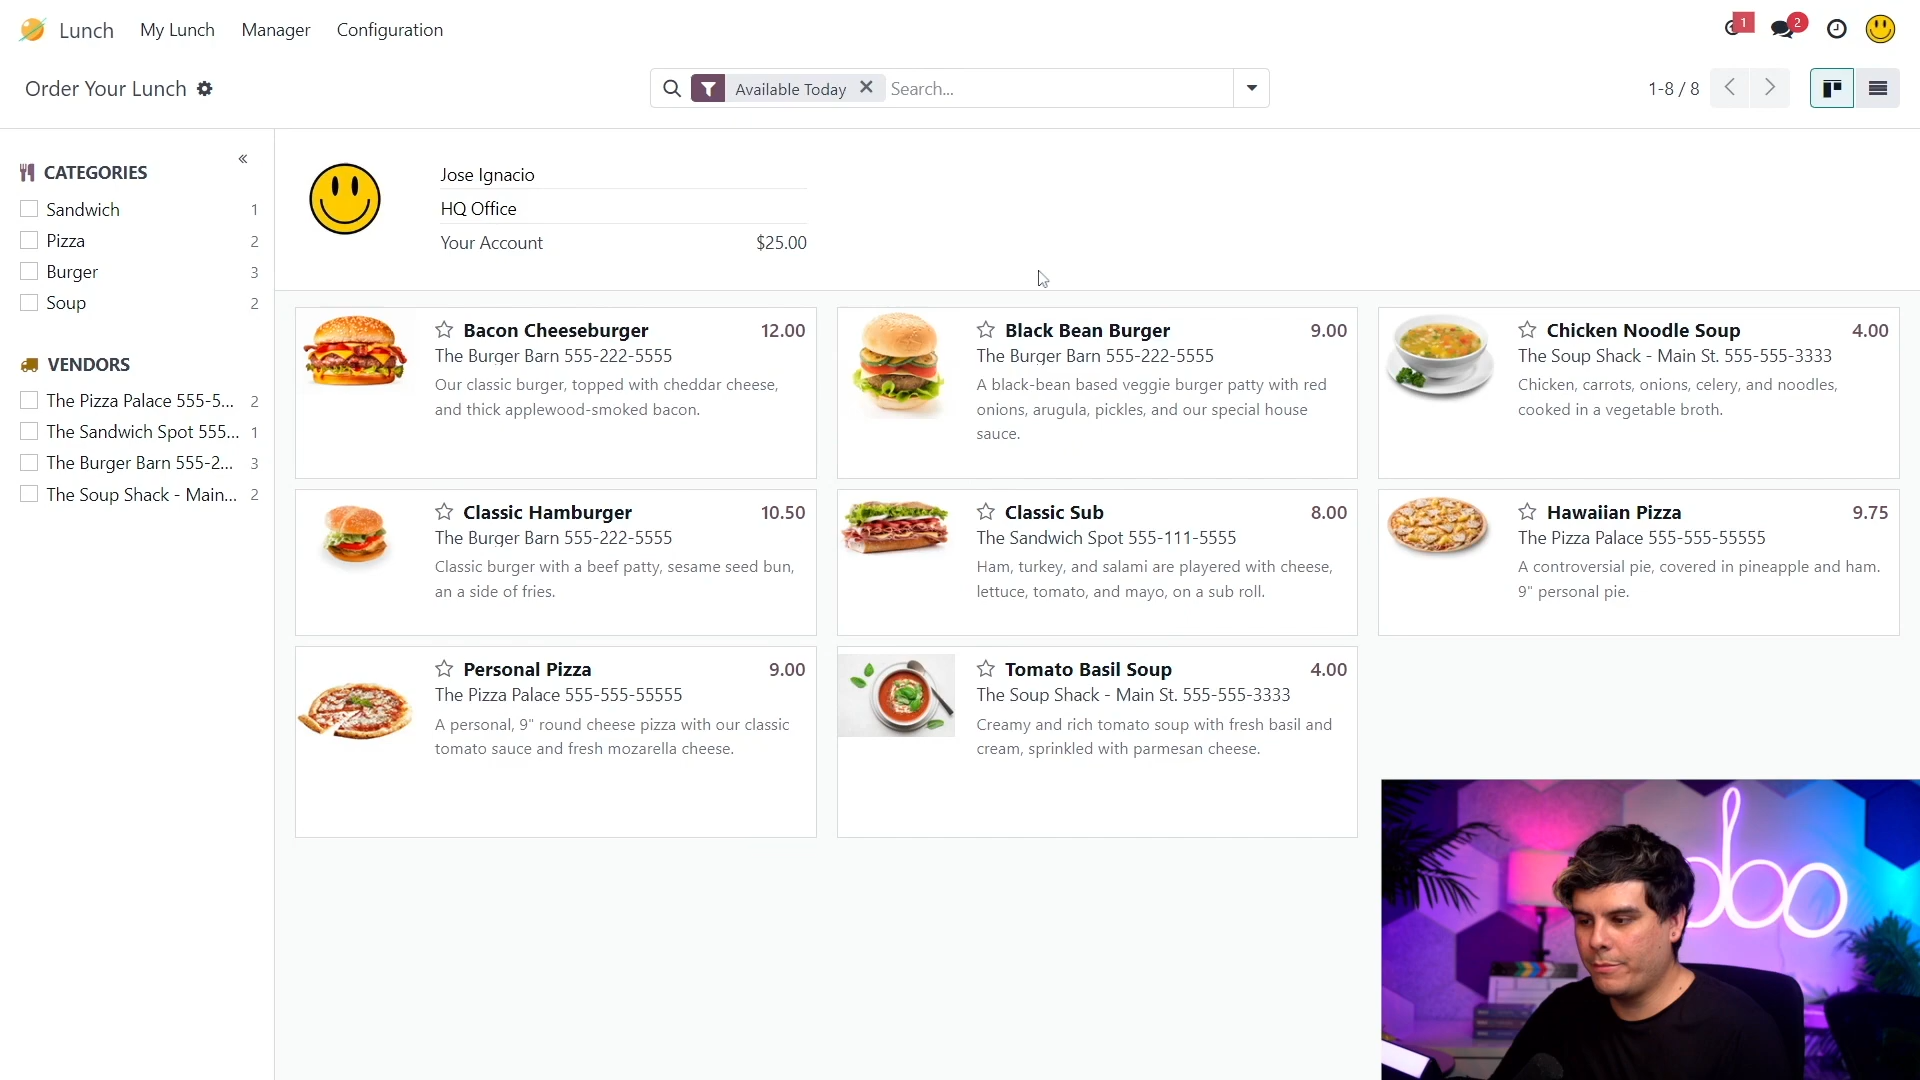 Lunch My Lunch Manager Configuration 1 2
Order Your Lunch Available Today Search... 1-8 / 8
CATEGORIES
Sandwich 1
Pizza 2
Burger 3
Soup 2
VENDORS
The Pizza Palace 555-5... 2
The Sandwich Spot 555... 1
The Burger Barn 555-2... 3
The Soup Shack - Main... 2
Jose Ignacio
HQ Office
Your Account $25.00
Bacon Cheeseburger 12.00
The Burger Barn 555-222-5555
Our classic burger, topped with cheddar cheese,
and thick applewood-smoked bacon.
Black Bean Burger 9.00
The Burger Barn 555-222-5555
A black-bean based veggie burger patty with red
onions, arugula, pickles, and our special house
sauce.
Chicken Noodle Soup 4.00
The Soup Shack - Main St. 555-555-3333
Chicken, carrots, onions, celery, and noodles,
cooked in a vegetable broth.
Classic Hamburger 10.50
The Burger Barn 555-222-5555
Classic burger with a beef patty, sesame seed bun,
an a side of fries.
Classic Sub 8.00
The Sandwich Spot 555-111-5555
Ham, turkey, and salami are playered with cheese,
lettuce, tomato, and mayo, on a sub roll.
Hawaiian Pizza 9.75
The Pizza Palace 555-555-55555
A controversial pie, covered in pineapple and ham.
9" personal pie.
Personal Pizza 9.00
The Pizza Palace 555-555-55555
A personal, 9" round cheese pizza with our classic
tomato sauce and fresh mozarella cheese.
Tomato Basil Soup 4.00
The Soup Shack - Main St. 555-555-3333
Creamy and rich tomato soup with fresh basil and
cream, sprinkled with parmesan cheese.